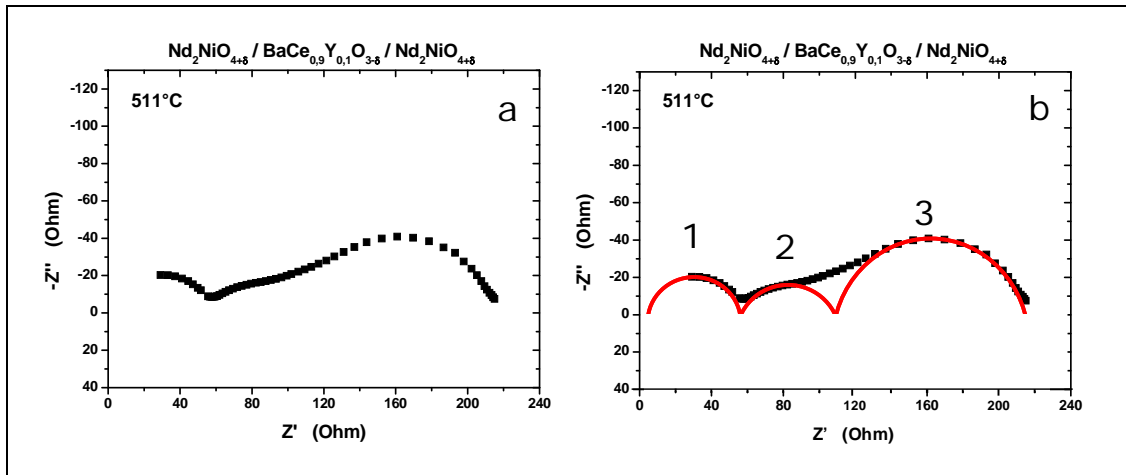 Nd₂NiO₄₊δ / BaCe₀,₉Y₀,₁O₃₋δ / Nd₂NiO₄₊δ
511°C
a
-120
-100
-80
-60
-40
-20
0
20
40
-Z'' (Ohm)
0 40 80 120 160 200 240
Z' (Ohm)
Nd₂NiO₄₊δ / BaCe₀,₉Y₀,₁O₃₋δ / Nd₂NiO₄₊δ
511°C
b
1
2
3
-120
-100
-80
-60
-40
-20
0
20
40
-Z'' (Ohm)
0 40 80 120 160 200 240
Z’ (Ohm)